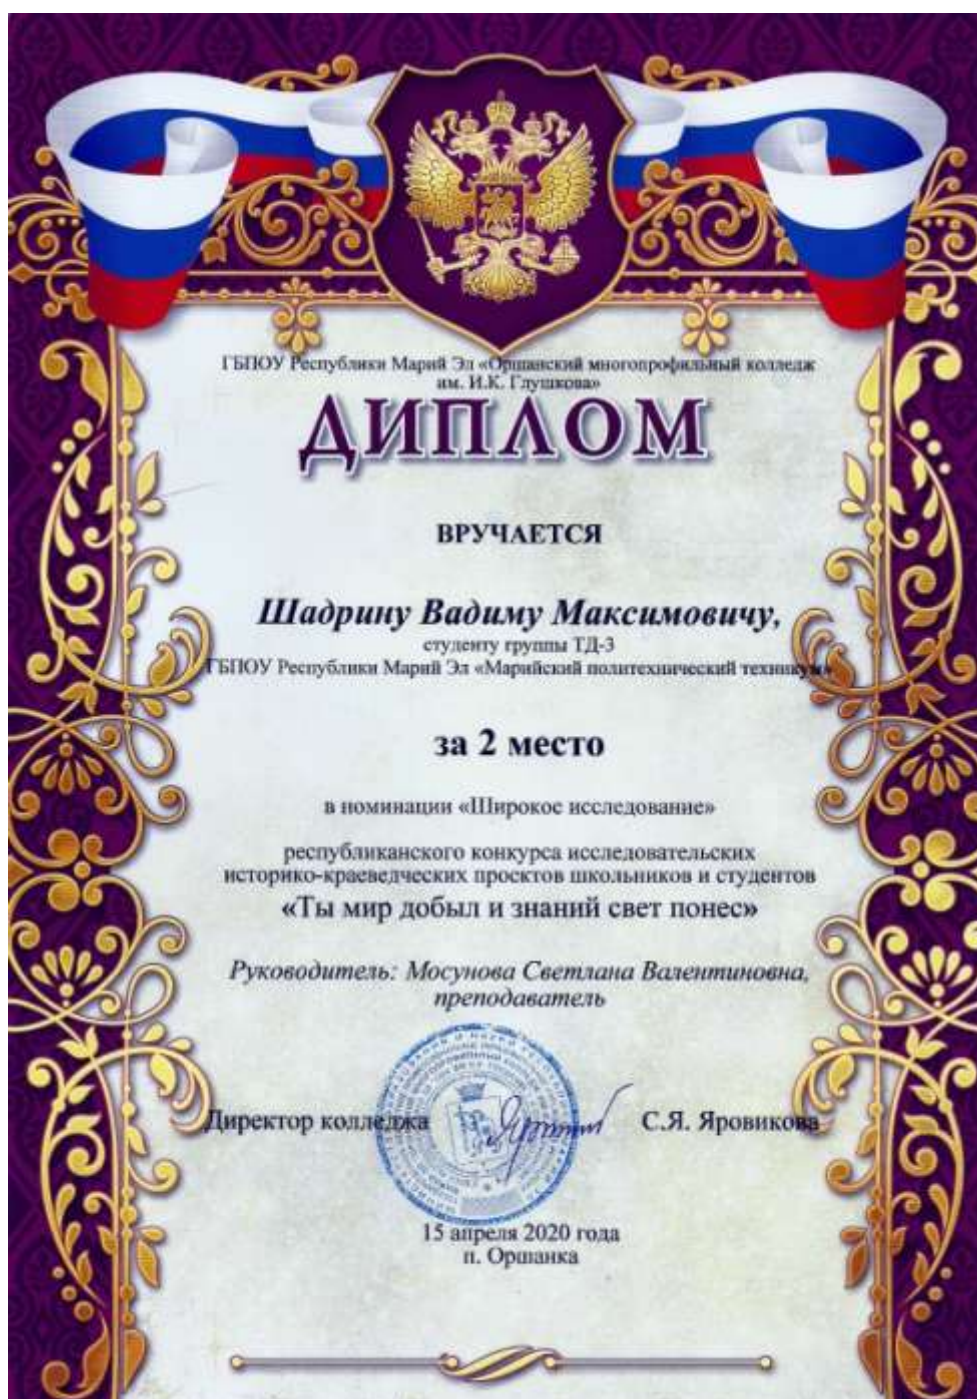 ГБПОУ Республики Марий Эл «Оршанский многопрофильный колледж
им. И.К. Глушкова»
ДИПЛОМ
ВРУЧАЕТСЯ
Шадрину Вадиму Максимовичу,
студенту группы ТД-3
ГБПОУ Республики Марий Эл «Марийский политехнический техникум»
за 2 место
в номинации «Широкое исследование»
республиканского конкурса исследовательских
историко-краеведческих проектов школьников и студентов
«Ты мир добыл и знаний свет понес»
Руководитель: Мосунова Светлана Валентиновна,
преподаватель
Директор колледжа С.Я. Яровикова
15 апреля 2020 года
п. Оршанка